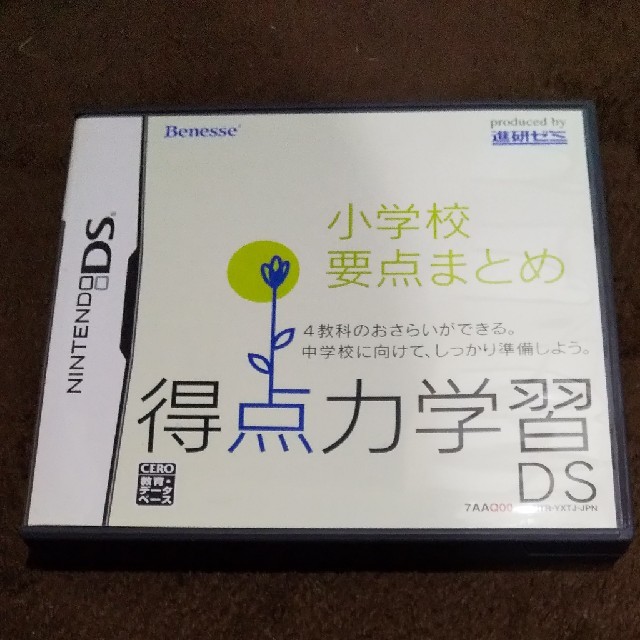 Benesse®
produced by
進研ゼミ
NINTENDO DS®
小学校
要点まとめ
4教科のおさらいができる。
中学校に向けて、しっかり準備しよう。
得点力学習
DS
CERO
教育・
データ
ベース